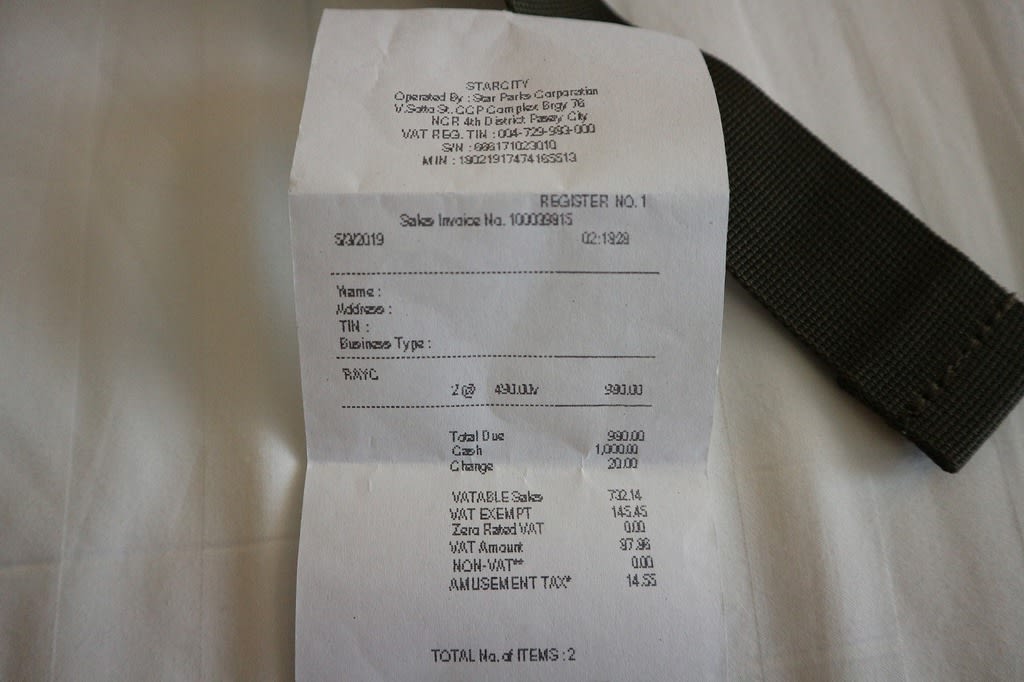 STARCITY
Operated By : Star Parks Corporation
V.Sotto St. CCP Complex Brgy 76
NCR 4th District Pasay City
VAT REG. TIN : 004-729-993-000
S/N : 666171023010
MIN : 18021917474165513
REGISTER NO. 1
Sales Invoice No. 100039915
5/3/2019 02:19:28
Name :
Address :
TIN :
Business Type :
RAYC
2 @ 490.00/ 980.00
Total Due 980.00
Cash 1,000.00
Change 20.00
VATABLE Sales 732.14
VAT EXEMPT 145.45
Zero Rated VAT 0.00
VAT Amount 87.86
NON-VAT** 0.00
AMUSEMENT TAX* 14.55
TOTAL No. of ITEMS : 2